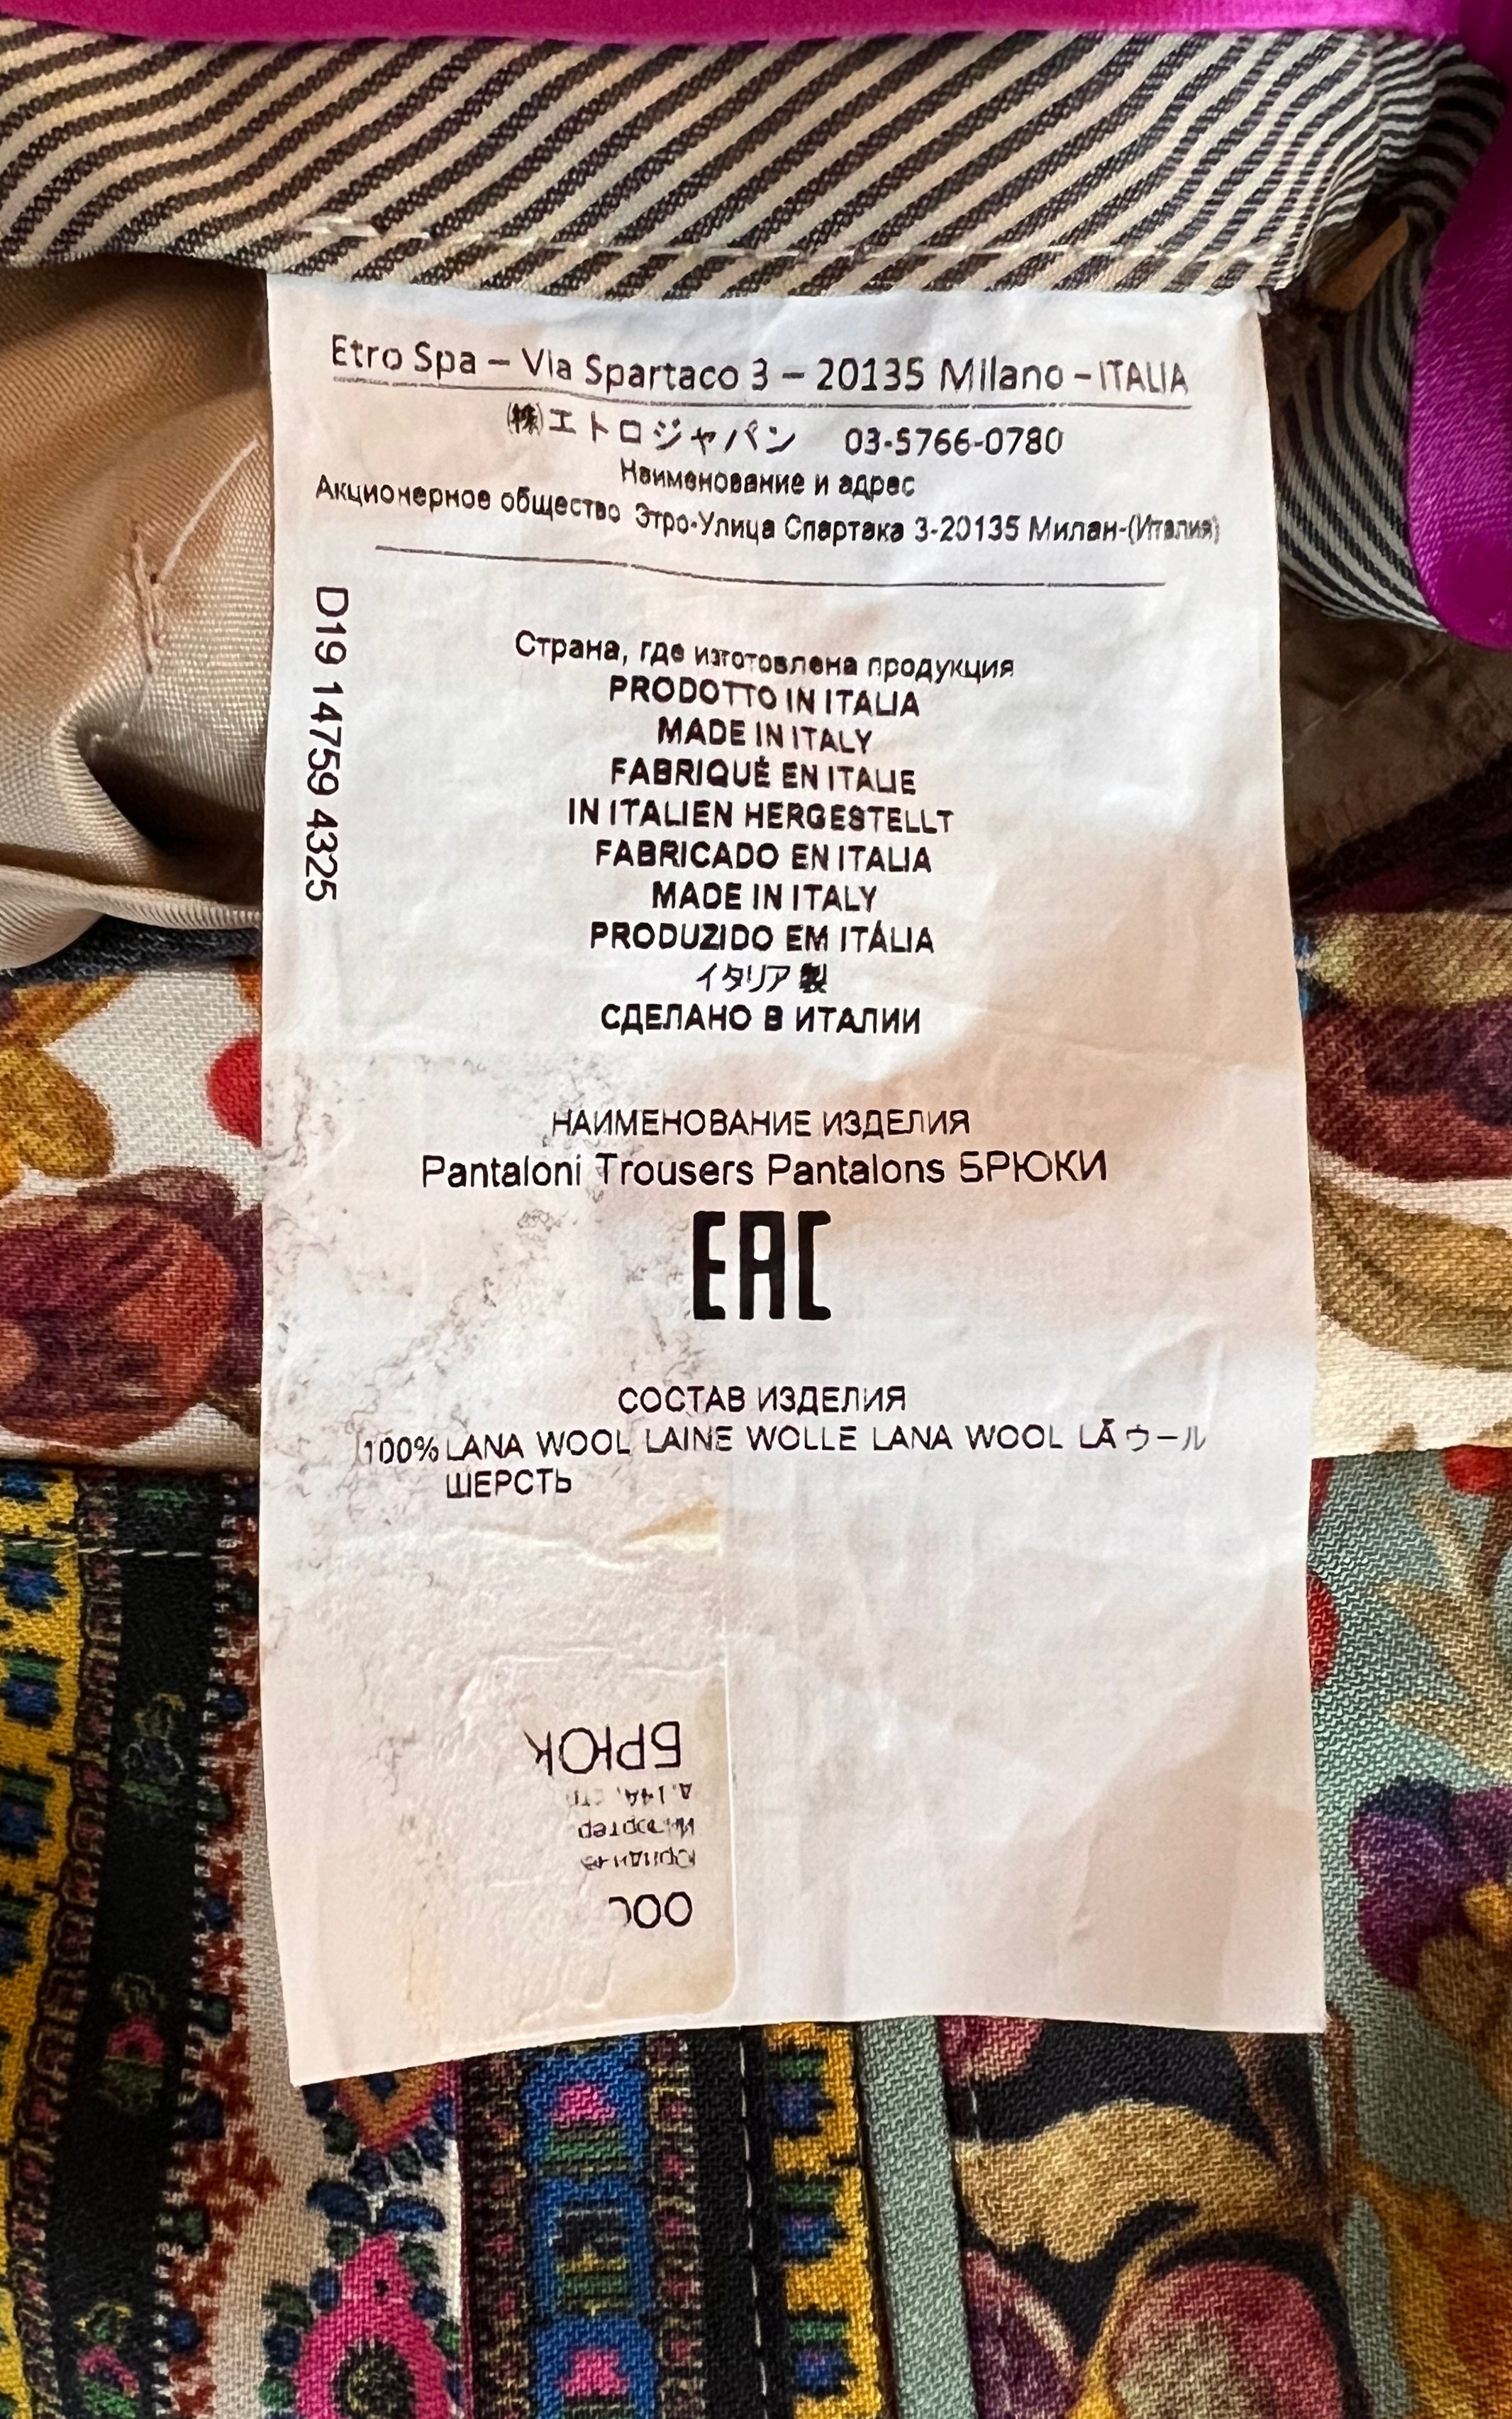 Etro Spa – Via Spartaco 3 – 20135 Milano – ITALIA
㈱エトロジャパン 03-5766-0780
Наименование и адрес
Акционерное общество Этро-Улица Спартака 3-20135 Милан-(Италия)
D19 14759 4325
Страна, где изготовлена продукция
PRODOTTO IN ITALIA
MADE IN ITALY
FABRIQUÉ EN ITALIE
IN ITALIEN HERGESTELLT
FABRICADO EN ITALIA
MADE IN ITALY
PRODUZIDO EM ITÁLIA
イタリア製
СДЕЛАНО В ИТАЛИИ
НАИМЕНОВАНИЕ ИЗДЕЛИЯ
Pantaloni Trousers Pantalons БРЮКИ
EAC
СОСТАВ ИЗДЕЛИЯ
100% LANA WOOL LAINE WOLLE LANA WOOL LÃ ウール
ШЕРСТЬ
ООО
Импортер
БРЮК